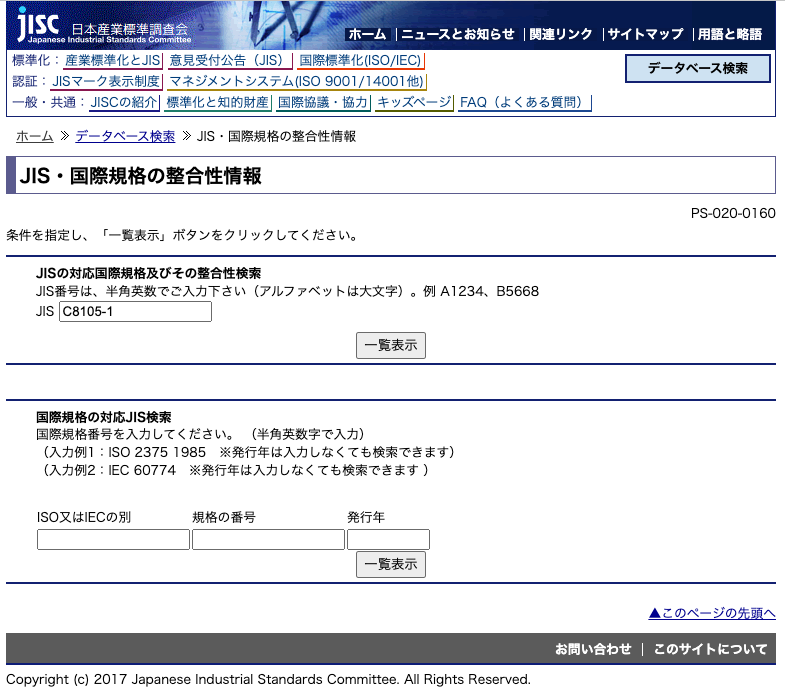 JISC 日本産業標準調査会
Japanese Industrial Standards Committee
ホーム | ニュースとお知らせ | 関連リンク | サイトマップ | 用語と略語
標準化： 産業標準化とJIS 意見受付公告（JIS） 国際標準化(ISO/IEC)
データベース検索
認証： JISマーク表示制度 マネジメントシステム(ISO 9001/14001他)
一般・共通： JISCの紹介 標準化と知的財産 国際協議・協力 キッズページ FAQ（よくある質問）
ホーム ≫ データベース検索 ≫ JIS・国際規格の整合性情報
JIS・国際規格の整合性情報
PS-020-0160
条件を指定し、「一覧表示」ボタンをクリックしてください。
JISの対応国際規格及びその整合性検索
JIS番号は、半角英数でご入力下さい（アルファベットは大文字）。例 A1234、B5668
JIS C8105-1
一覧表示
国際規格の対応JIS検索
国際規格番号を入力してください。 （半角英数字で入力）
（入力例1：ISO 2375 1985 ※発行年は入力しなくても検索できます）
（入力例2：IEC 60774 ※発行年は入力しなくても検索できます ）
ISO又はIECの別 規格の番号 発行年
一覧表示
▲このページの先頭へ
お問い合わせ | このサイトについて
Copyright (c) 2017 Japanese Industrial Standards Committee. All Rights Reserved.